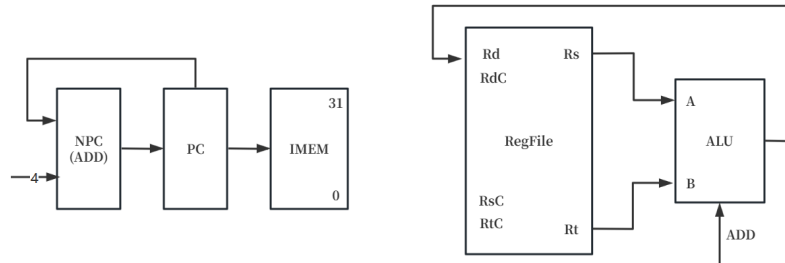 NPC
(ADD)
4
PC
31
IMEM
0
Rd
RdC
Rs
RegFile
RsC
RtC
Rt
A
ALU
B
ADD